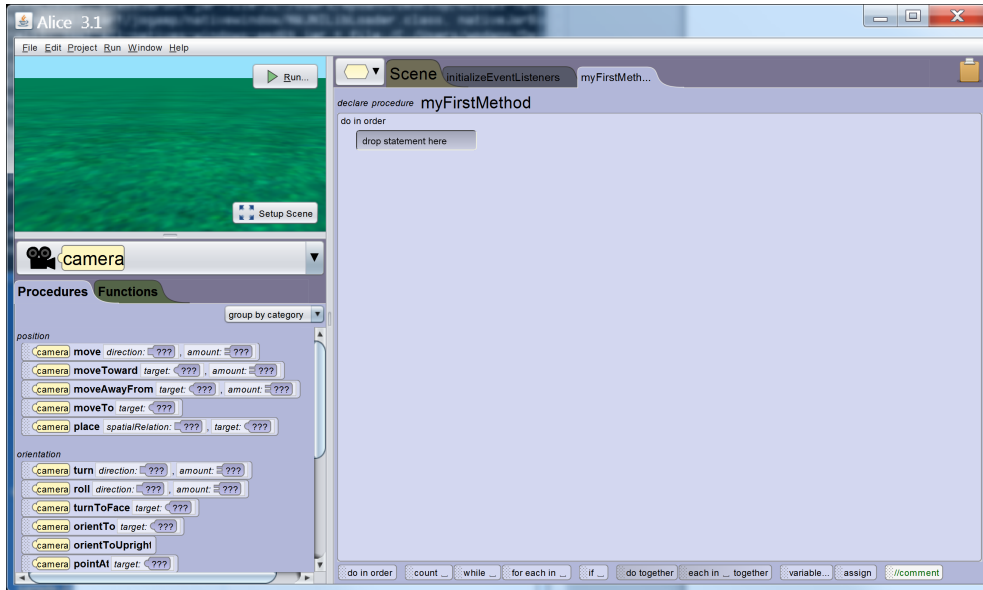 Alice 3.1
File Edit Project Run Window Help
Run...
Setup Scene
camera
Procedures Functions
group by category
position
camera move direction: ??? , amount: ???
camera moveToward target: ??? , amount: ???
camera moveAwayFrom target: ??? , amount: ???
camera moveTo target: ???
camera place spatialRelation: ??? , target: ???
orientation
camera turn direction: ??? , amount: ???
camera roll direction: ??? , amount: ???
camera turnToFace target: ???
camera orientTo target: ???
camera orientToUpright
camera pointAt target: ???
Scene initializeEventListeners myFirstMeth...
declare procedure myFirstMethod
do in order
drop statement here
do in order count _ while _ for each in _ if _ do together each in _ together variable... assign //comment